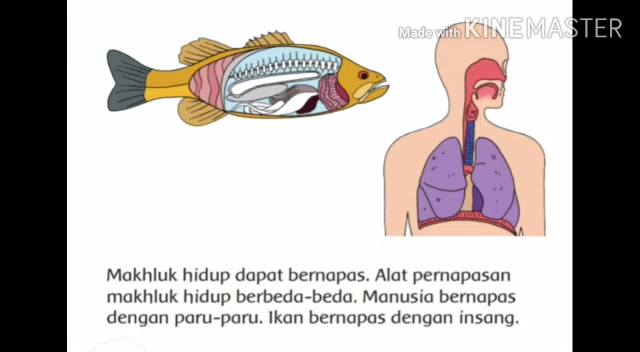 Made with KINEMASTER
Makhluk hidup dapat bernapas. Alat pernapasan
makhluk hidup berbeda-beda. Manusia bernapas
dengan paru-paru. Ikan bernapas dengan insang.